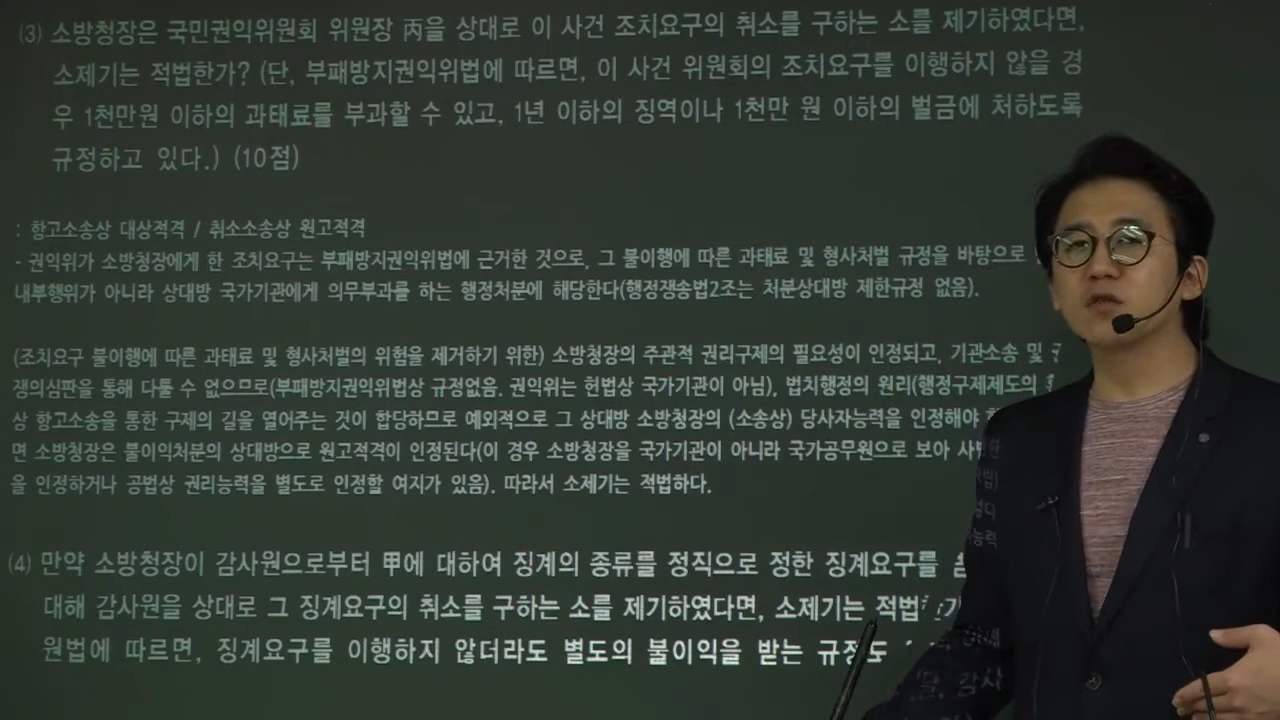 (3) 소방청장은 국민권익위원회 위원장 丙을 상대로 이 사건 조치요구의 취소를 구하는 소를 제기하였다면,
소제기는 적법한가? (단, 부패방지권익위법에 따르면, 이 사건 위원회의 조치요구를 이행하지 않을 경
우 1천만원 이하의 과태료를 부과할 수 있고, 1년 이하의 징역이나 1천만 원 이하의 벌금에 처하도록
규정하고 있다.) (10점)
: 항고소송상 대상적격 / 취소소송상 원고적격
- 권익위가 소방청장에게 한 조치요구는 부패방지권익위법에 근거한 것으로, 그 불이행에 따른 과태료 및 형사처벌 규정을 바탕으로
내부행위가 아니라 상대방 국가기관에게 의무부과를 하는 행정처분에 해당한다(행정쟁송법2조는 처분상대방 제한규정 없음).
(조치요구 불이행에 따른 과태료 및 형사처벌의 위험을 제거하기 위한) 소방청장의 주관적 권리구제의 필요성이 인정되고, 기관소송 및
쟁의심판을 통해 다툴 수 없으므로(부패방지권익위법상 규정없음. 권익위는 헌법상 국가기관이 아님), 법치행정의 원리(행정구제제도의
상 항고소송을 통한 구제의 길을 열어주는 것이 합당하므로 예외적으로 그 상대방 소방청장의 (소송상) 당사자능력을 인정해야
면 소방청장은 불이익처분의 상대방으로 원고적격이 인정된다(이 경우 소방청장을 국가기관이 아니라 국가공무원으로 보아
을 인정하거나 공법상 권리능력을 별도로 인정할 여지가 있음). 따라서 소제기는 적법하다.
(4) 만약 소방청장이 감사원으로부터 甲에 대하여 징계의 종류를 정직으로 정한 징계요구를
대해 감사원을 상대로 그 징계요구의 취소를 구하는 소를 제기하였다면, 소제기는
원법에 따르면, 징계요구를 이행하지 않더라도 별도의 불이익을 받는 규정도
감사